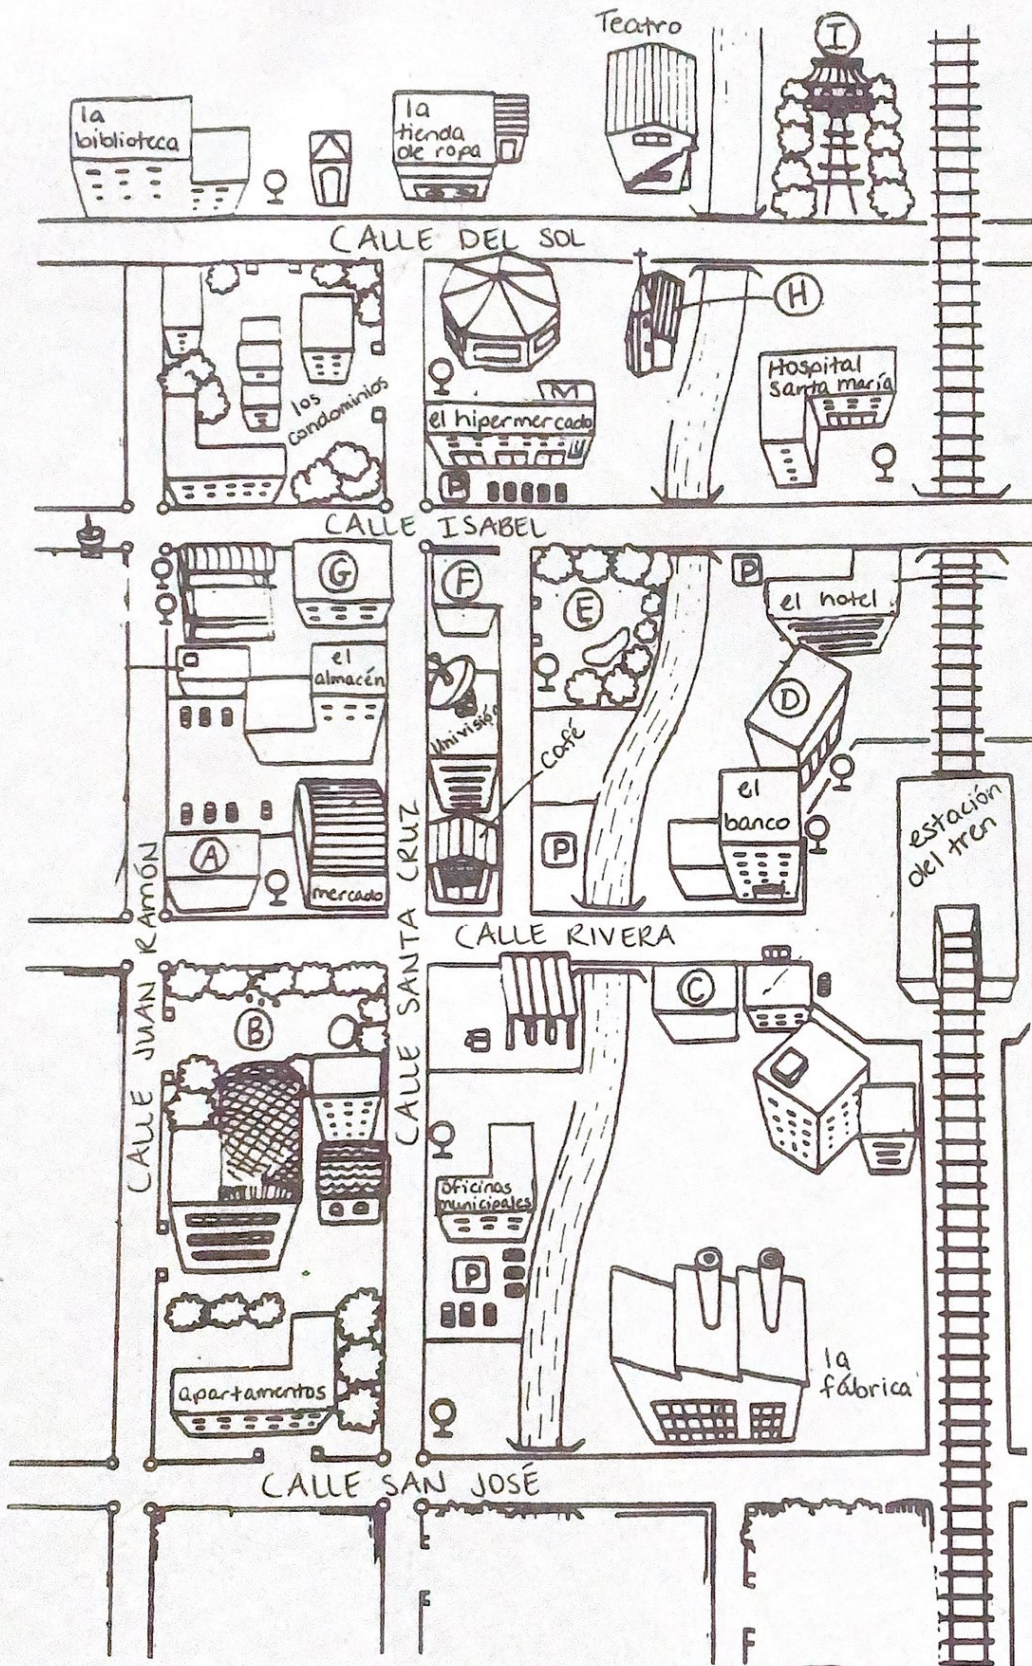 Teatro
I
la
biblioteca
la
tienda
de ropa
CALLE DEL SOL
H
los
condominios
Hospital
Santa maría
el hipermercado
P
CALLE ISABEL
G
F
E
P
el hotel
el
almacén
D
Univisión
Café
el
banco
estación
del tren
A
mercado
P
CALLE JUAN RAMÓN
CALLE SANTA CRUZ
CALLE RIVERA
B
C
oficinas
municipales
P
la
fábrica
apartamentos
CALLE SAN JOSÉ